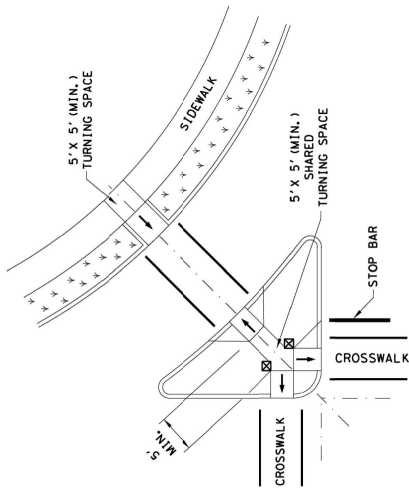 5' X 5' (MIN.)
TURNING SPACE
SIDEWALK
5' X 5' (MIN.)
SHARED
TURNING SPACE
STOP BAR
CROSSWALK
5'
MIN.
CROSSWALK